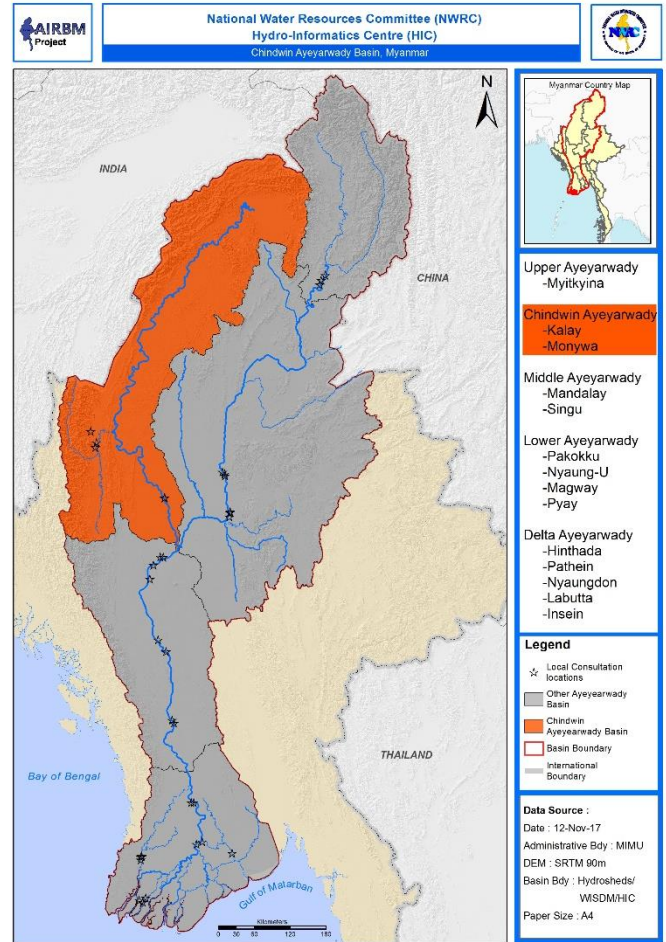 AIRBM
Project
National Water Resources Committee (NWRC)
Hydro-Informatics Centre (HIC)
Chindwin Ayeyarwady Basin, Myanmar
NWRC
N
INDIA
CHINA
THAILAND
Bay of Bengal
Gulf of Matarban
Kilometers
0 30 60 120 180
Myanmar Country Map
Upper Ayeyarwady
-Myitkyina
Chindwin Ayeyarwady
-Kalay
-Monywa
Middle Ayeyarwady
-Mandalay
-Singu
Lower Ayeyarwady
-Pakokku
-Nyaung-U
-Magway
-Pyay
Delta Ayeyarwady
-Hinthada
-Pathein
-Nyaungdon
-Labutta
-Insein
Legend
Local Consultation
locations
Other Ayeyearwady
Basin
Chindwin
Ayeyearwady Basin
Basin Boundary
International
Boundary
Data Source :
Date : 12-Nov-17
Administrative Bdy : MIMU
DEM : SRTM 90m
Basin Bdy : Hydrosheds/
WISDM/HIC
Paper Size : A4